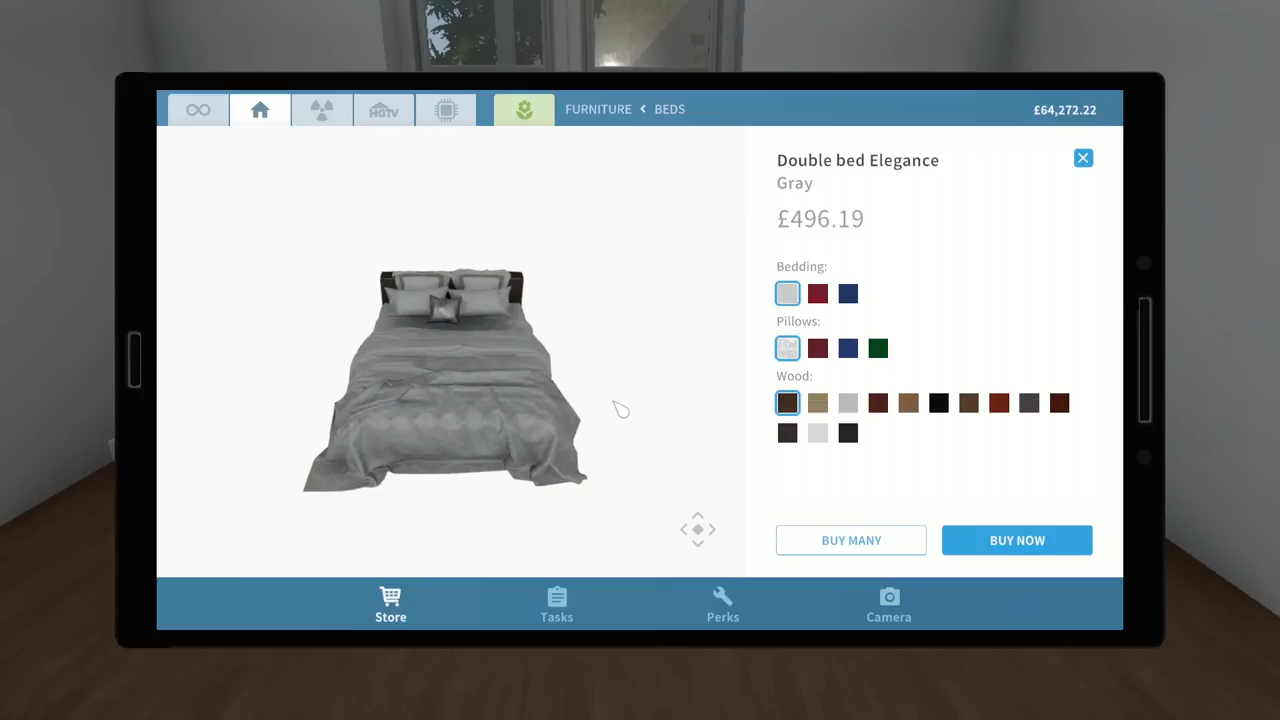 HGTV
FURNITURE < BEDS
£64,272.22
Double bed Elegance
Gray
£496.19
Bedding:
Pillows:
Wood:
BUY MANY
BUY NOW
Store
Tasks
Perks
Camera